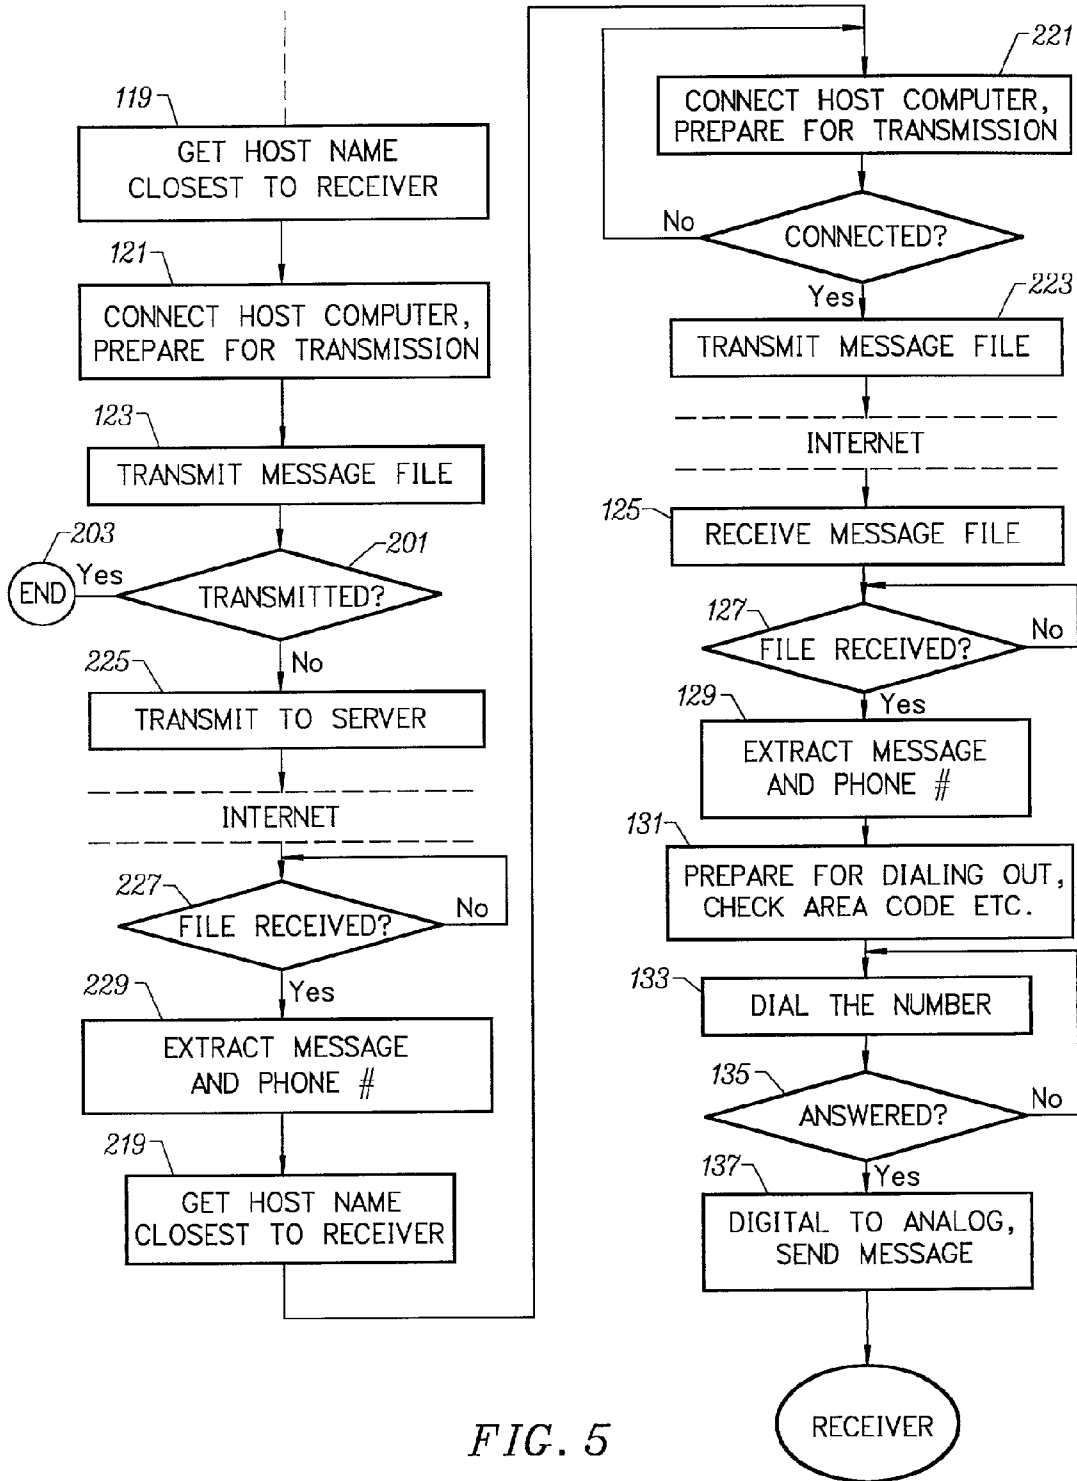 119
GET HOST NAME
CLOSEST TO RECEIVER
121
CONNECT HOST COMPUTER,
PREPARE FOR TRANSMISSION
123
TRANSMIT MESSAGE FILE
203
END
Yes
201
TRANSMITTED?
No
225
TRANSMIT TO SERVER
INTERNET
227
FILE RECEIVED?
No
Yes
229
EXTRACT MESSAGE
AND PHONE #
219
GET HOST NAME
CLOSEST TO RECEIVER
221
CONNECT HOST COMPUTER,
PREPARE FOR TRANSMISSION
No
CONNECTED?
Yes
223
TRANSMIT MESSAGE FILE
INTERNET
125
RECEIVE MESSAGE FILE
127
FILE RECEIVED?
No
Yes
129
EXTRACT MESSAGE
AND PHONE #
131
PREPARE FOR DIALING OUT,
CHECK AREA CODE ETC.
133
DIAL THE NUMBER
135
ANSWERED?
No
Yes
137
DIGITAL TO ANALOG,
SEND MESSAGE
RECEIVER
FIG. 5